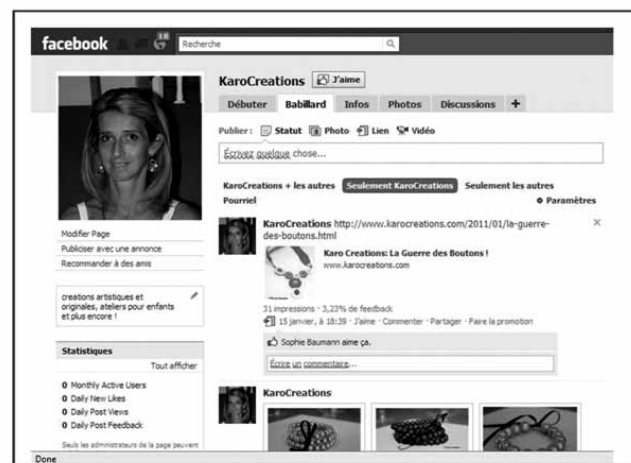 facebook
18
Recherche
KaroCreations J'aime
Débuter Babillard Infos Photos Discussions +
Publier : Statut Photo Lien Vidéo
Écrivez quelque chose...
KaroCreations + les autres Seulement KaroCreations Seulement les autres
Pourriel Paramètres
KaroCreations http://www.karocreations.com/2011/01/la-guerre-
des-boutons.html
Karo Creations: La Guerre des Boutons !
www.karocreations.com
31 impressions · 3,23% de feedback
15 janvier, à 18:39 · J'aime · Commenter · Partager · Faire la promotion
Sophie Baumann aime ça.
Écrire un commentaire...
KaroCreations
Modifier Page
Publiciser avec une annonce
Recommander à des amis
creations artistiques et
originales, ateliers pour enfants
et plus encore !
Statistiques
Tout afficher
0 Monthly Active Users
0 Daily New Likes
0 Daily Post Views
0 Daily Post Feedback
Seuls les administrateurs de la page peuvent
Done